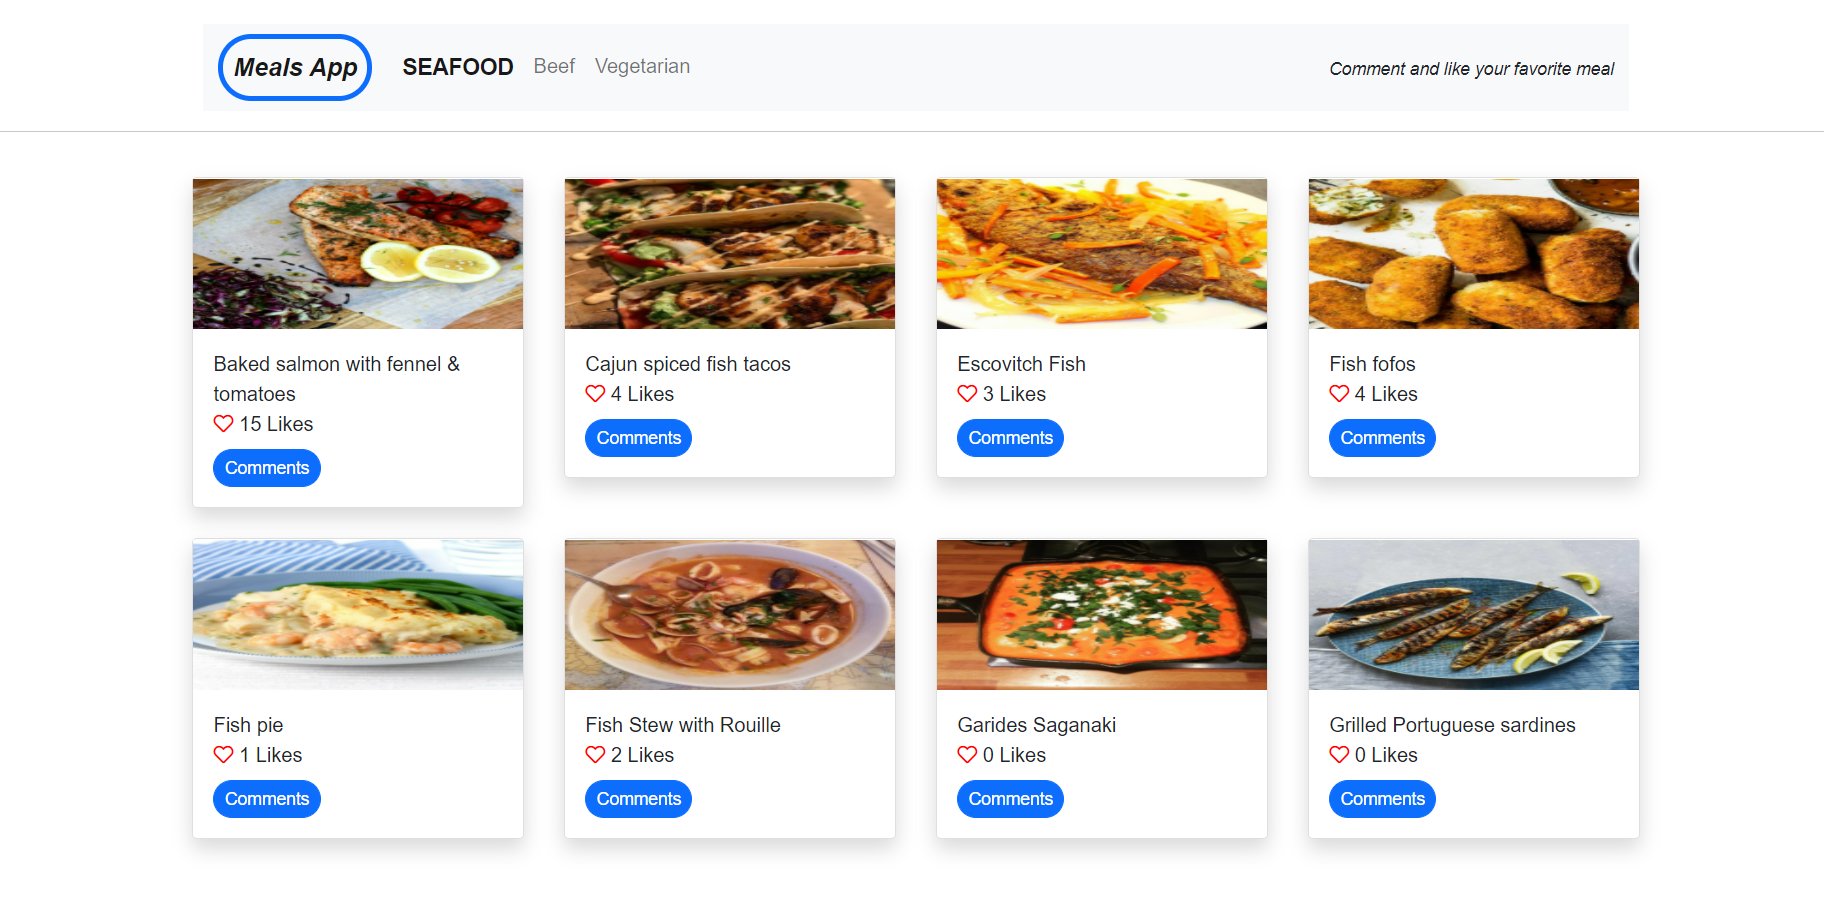 Meals App SEAFOOD Beef Vegetarian Comment and like your favorite meal
Baked salmon with fennel &
tomatoes
15 Likes
Comments
Cajun spiced fish tacos
4 Likes
Comments
Escovitch Fish
3 Likes
Comments
Fish fofos
4 Likes
Comments
Fish pie
1 Likes
Comments
Fish Stew with Rouille
2 Likes
Comments
Garides Saganaki
0 Likes
Comments
Grilled Portuguese sardines
0 Likes
Comments